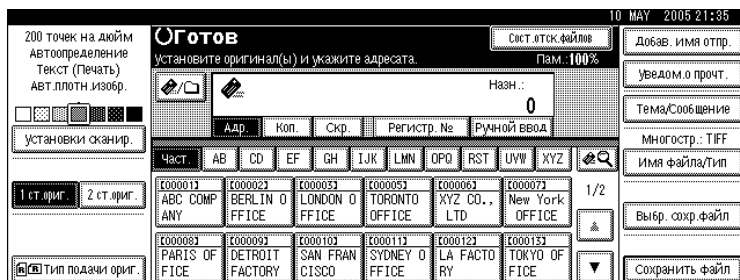 10 MAY 2005 21:35
200 точек на дюйм
Автоопределение
Текст (Печать)
Авт.плотн.изобр.
Установки сканир.
1 ст.ориг.
2 ст.ориг.
Тип подачи ориг.
Готов
Сост.отск.файлов
Установите оригинал(ы) и укажите адресата.
Пам.:100%
Назн.:
0
Адр.
Коп.
Скр.
Регистр. №
Ручной ввод
Част.
AB
CD
EF
GH
IJK
LMN
OPQ
RST
UVW
XYZ
[00001]
ABC COMP
ANY
[00002]
BERLIN O
FFICE
[00003]
LONDON O
FFICE
[00005]
TORONTO
OFFICE
[00006]
XYZ CO.,
LTD
[00007]
New York
OFFICE
1/2
[00008]
PARIS OF
FICE
[00009]
DETROIT
FACTORY
[00010]
SAN FRAN
CISCO
[00011]
SYDNEY O
FFICE
[00012]
LA FACTO
RY
[00013]
TOKYO OF
FICE
Добав. имя отпр.
Уведом.о прочт.
Тема/Сообщение
Многостр.: TIFF
Имя файла/Тип
Выбр. сохр.файл
Сохранить файл